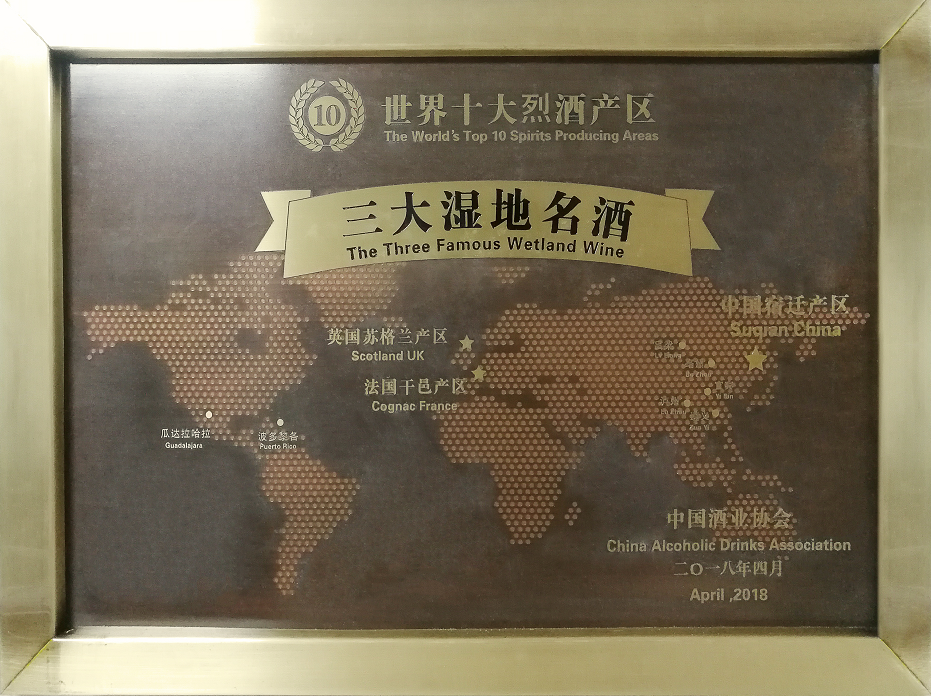 10
世界十大烈酒产区
The World's Top 10 Spirits Producing Areas
三大湿地名酒
The Three Famous Wetland Wine
中国宿迁产区
Suqian China
英国苏格兰产区
Scotland UK
法国干邑产区
Cognac France
瓜达拉哈拉
Guadalajara
波多黎各
Puerto Rico
宜宾
Yi Bin
中国酒业协会
China Alcoholic Drinks Association
二〇一八年四月
April ,2018